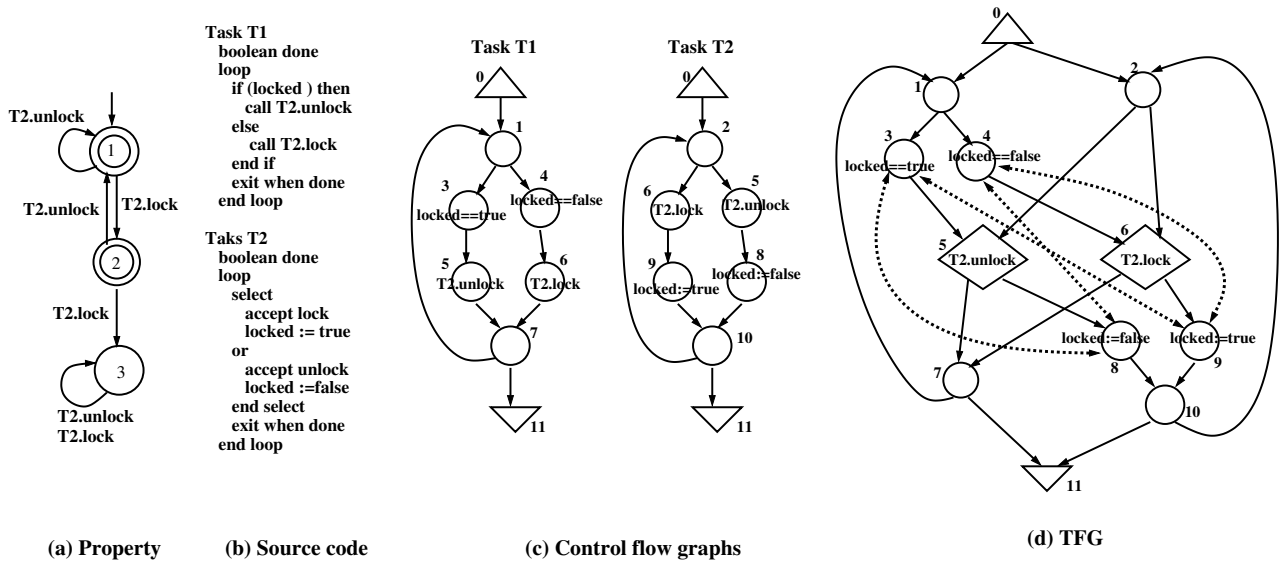 T2.unlock
1
T2.unlock
T2.lock
2
T2.lock
3
T2.unlock
T2.lock
(a) Property
Task T1
boolean done
loop
if (locked ) then
call T2.unlock
else
call T2.lock
end if
exit when done
end loop
Taks T2
boolean done
loop
select
accept lock
locked := true
or
accept unlock
locked :=false
end select
exit when done
end loop
(b) Source code
Task T1
0
1
3
4
locked==true
locked==false
5
6
T2.unlock
T2.lock
7
11
Task T2
0
2
6
5
T2.lock
T2.unlock
9
8
locked:=true
locked:=false
10
11
(c) Control flow graphs
0
1
2
3
4
locked==true
locked==false
5
6
T2.unlock
T2.lock
locked:=false
locked:=true
8
9
7
10
11
(d) TFG